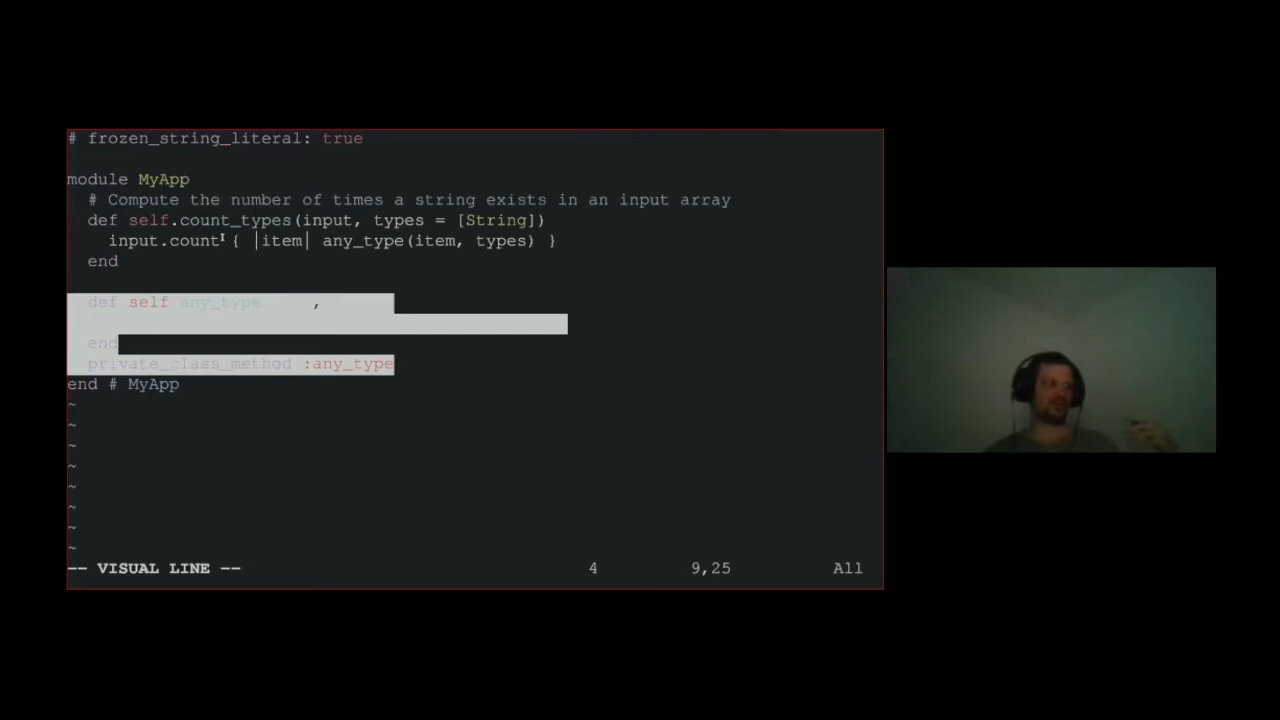 # frozen_string_literal: true
module MyApp
# Compute the number of times a string exists in an input array
def self.count_types(input, types = [String])
input.count { |item| any_type(item, types) }
end
def self any_type ,
end
private_class_method :any_type
end # MyApp
~
~
~
~
~
~
~
~
-- VISUAL LINE -- 4 9,25 All